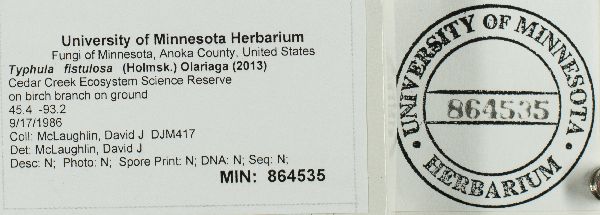 University of Minnesota Herbarium
Fungi of Minnesota, Anoka County, United States
Typhula fistulosa (Holmsk.) Olariaga (2013)
Cedar Creek Ecosystem Science Reserve
on birch branch on ground
45.4 -93.2
9/17/1986
Coll: McLaughlin, David J DJM417
Det: McLaughlin, David J
Desc: N; Photo: N; Spore Print: N; DNA: N; Seq: N;
MIN: 864535
UNIVERSITY OF MINNESOTA
864535
HERBARIUM